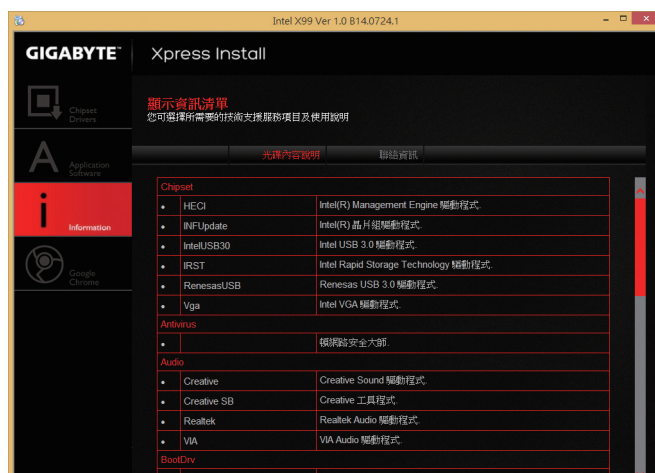 Intel X99 Ver 1.0 B14.0724.1
GIGABYTE™ Xpress Install
Chipset
Drivers
Application
Software
Information
Google
Chrome
顯示資訊清單
您可選擇所需要的技術支援服務項目及使用說明
光碟內容說明 聯絡資訊
Chipset
• HECI Intel(R) Management Engine 驅動程式.
• INFUpdate Intel(R) 晶片組驅動程式.
• IntelUSB30 Intel USB 3.0 驅動程式.
• IRST Intel Rapid Storage Technology 驅動程式.
• RenesasUSB Renesas USB 3.0 驅動程式.
• Vga Intel VGA 驅動程式.
Antivirus
• 頓網路安全大師.
Audio
• Creative Creative Sound 驅動程式.
• Creative SB Creative 工具程式.
• Realtek Realtek Audio 驅動程式.
• VIA VIA Audio 驅動程式.
BootDrv